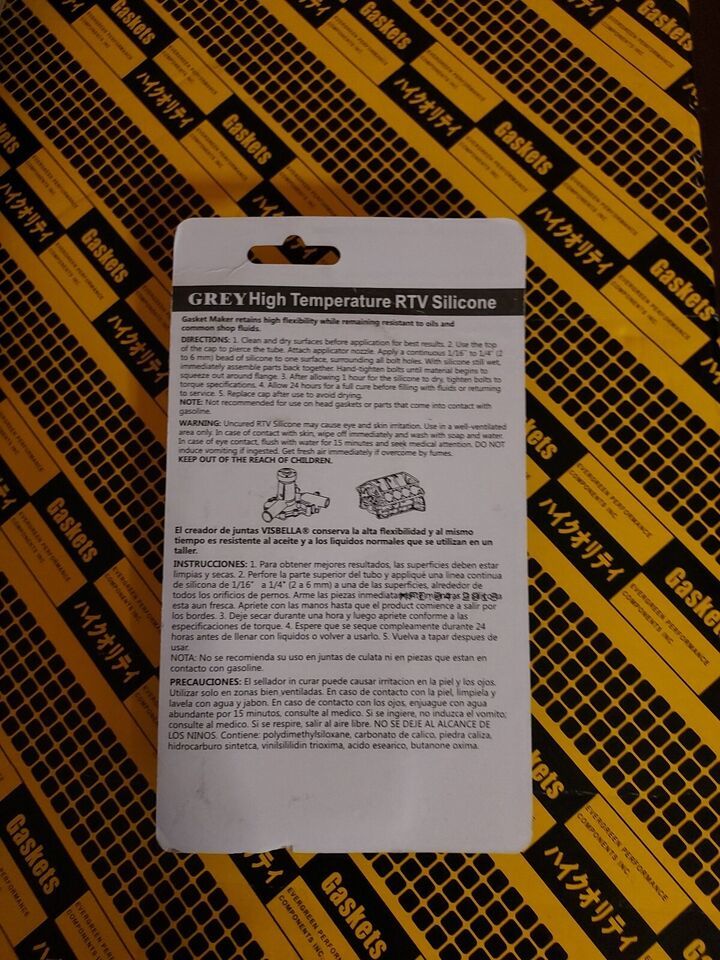 GREY High Temperature RTV Silicone
Gasket Maker retains high flexibility while remaining resistant to oils and
common shop fluids.
DIRECTIONS: 1. Clean and dry surfaces before application for best results. 2. Use the top
of the cap to pierce the tube. Attach applicator nozzle. Apply a continuous 1/16" to 1/4" (2
to 6 mm) bead of silicone to one surface, surrounding all bolt holes. With silicone still wet,
immediately assemble parts back together. Hand-tighten bolts until material begins to
squeeze out around flange. 3. After allowing 1 hour for the silicone to dry, tighten bolts to
torque specifications. 4. Allow 24 hours for a full cure before filling with fluids or returning
to service. 5. Replace cap after use to avoid drying.
NOTE: Not recommended for use on head gaskets or parts that come into contact with
gasoline.
WARNING: Uncured RTV Silicone may cause eye and skin irritation. Use in a well-ventilated
area only. In case of contact with skin, wipe off immediately and wash with soap and water.
In case of eye contact, flush with water for 15 minutes and seek medical attention. DO NOT
induce vomiting if ingested. Get fresh air immediately if overcome by fumes.
KEEP OUT OF THE REACH OF CHILDREN.
El creador de juntas VISBELLA® conserva la alta flexibilidad y al mismo
tiempo es resistente al aceite y a los liquidos normales que se utilizan en un
taller.
INSTRUCCIONES: 1. Para obtener mejores resultados, las superficies deben estar
limpias y secas. 2. Perfore la parte superior del tubo y appliqué una linea continua
de silicona de 1/16" a 1/4" (2 a 6 mm) a una de las superficies, alrededor de
todos los orificios de pernos. Arme las piezas
esta aun fresca. Apriete con las manos hasta que el product comience a salir por
los bordes. 3. Deje secar durante una hora y luego apriete conforme a las
especificaciones de torque. 4. Espere que se seque complemente durante 24
horas antes de llenar con liquidos o volver a usarlo. 5. Vuelva a tapar despues de
usar.
NOTA: No se recomienda su uso en juntas de culata ni en piezas que estan en
contacto con gasoline.
PRECAUCIONES: El sellador in curar puede causar irritacion en la piel y los ojos.
Utilizar solo en zonas bien ventiladas. En caso de contacto con la piel, limpiela y
lavela con agua y jabon. En caso de contacto con los ojos, enjuague con agua
abundante por 15 minutos, consulte al medico. Si se ingiere, no induzca el vomito;
consulte al medico. Si se respire, salir al aire libre. NO SE DEJE AL ALCANCE DE
LOS NINOS. Contiene: polydimethylsiloxane, carbonato de calico, piedra caliza,
hidrocarburo sintetca, vinilsililidin trioxima, acido esearico, butanone oxima.
Gaskets
EVERGREEN PERFORMANCE
COMPONENTS INC.
ハイクオリティ